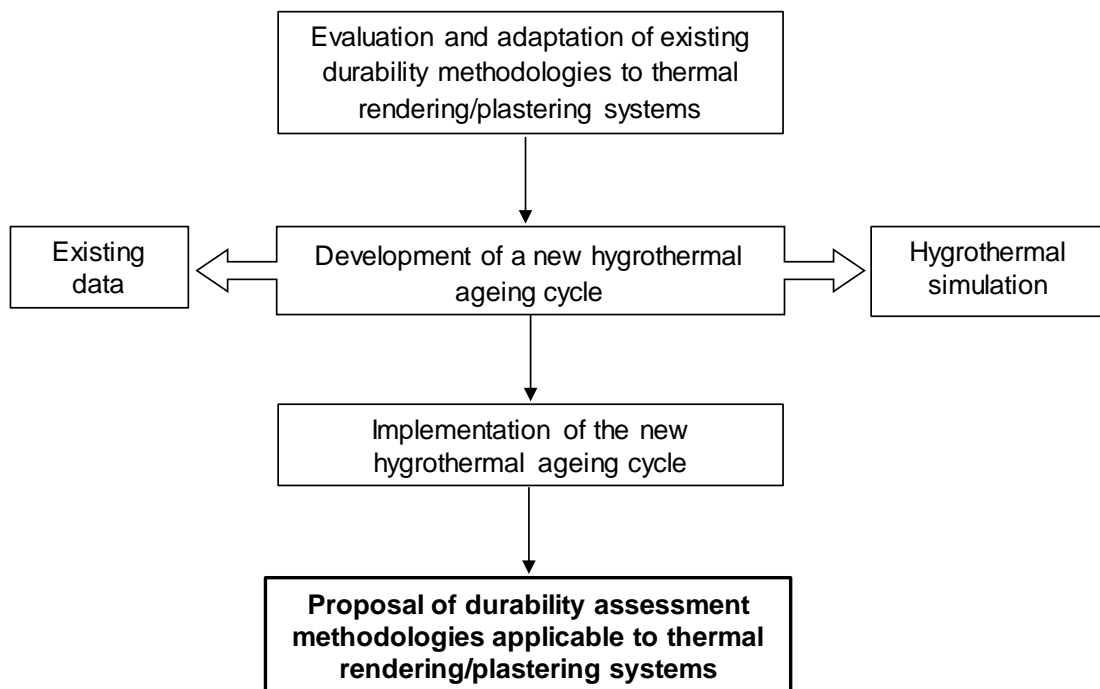 Evaluation and adaptation of existing
durability methodologies to thermal
rendering/plastering systems
Existing
data
Development of a new hygrothermal
ageing cycle
Hygrothermal
simulation
Implementation of the new
hygrothermal ageing cycle
Proposal of durability assessment
methodologies applicable to thermal
rendering/plastering systems